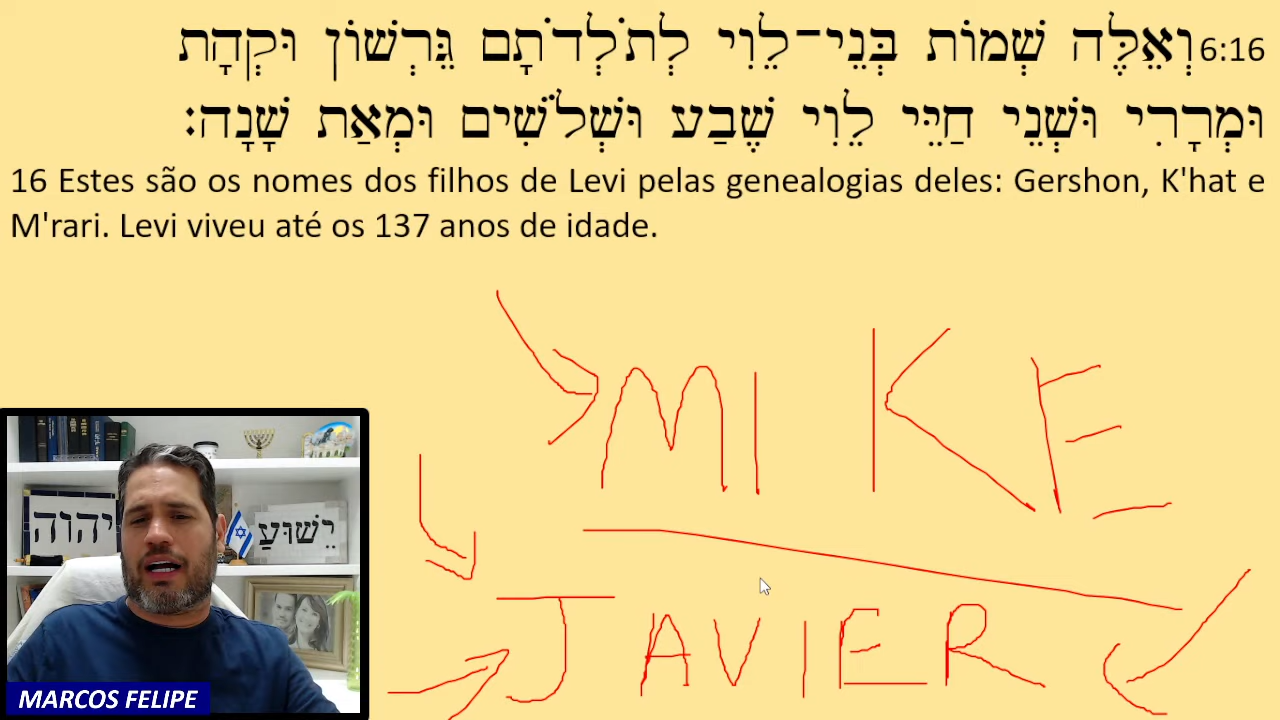 6:16 וְאֵלֶּה שְׁמוֹת בְּנֵי־לֵוִי לְתֹלְדֹתָם גֵּרְשׁוֹן וּקְהָת
וּמְרָרִי וּשְׁנֵי חַיֵּי לֵוִי שֶׁבַע וּשְׁלֹשִׁים וּמְאַת שָׁנָה׃
16 Estes são os nomes dos filhos de Levi pelas genealogias deles: Gershon, K'hat e
M'rari. Levi viveu até os 137 anos de idade.
MIKE
JAVIER
יהוה
יֵשׁוּעַ
MARCOS FELIPE